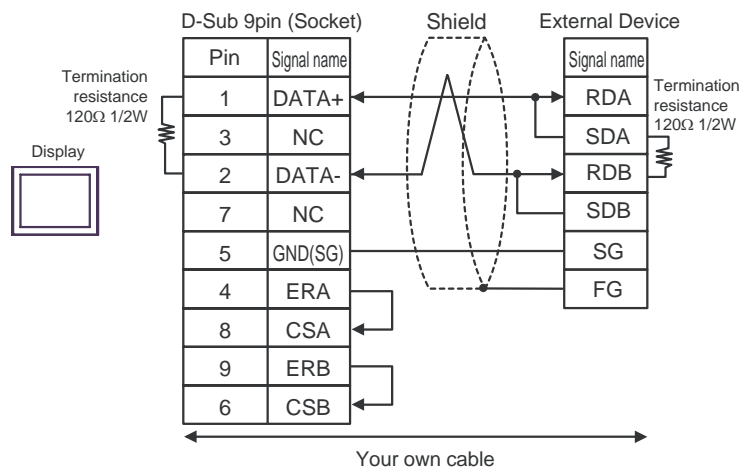 D-Sub 9pin (Socket)
Shield
External Device
Pin
Signal name
Signal name
Termination
resistance
120Ω 1/2W
Termination
resistance
120Ω 1/2W
Display
1
DATA+
RDA
3
NC
SDA
2
DATA-
RDB
7
NC
SDB
5
GND(SG)
SG
4
ERA
FG
8
CSA
9
ERB
6
CSB
Your own cable